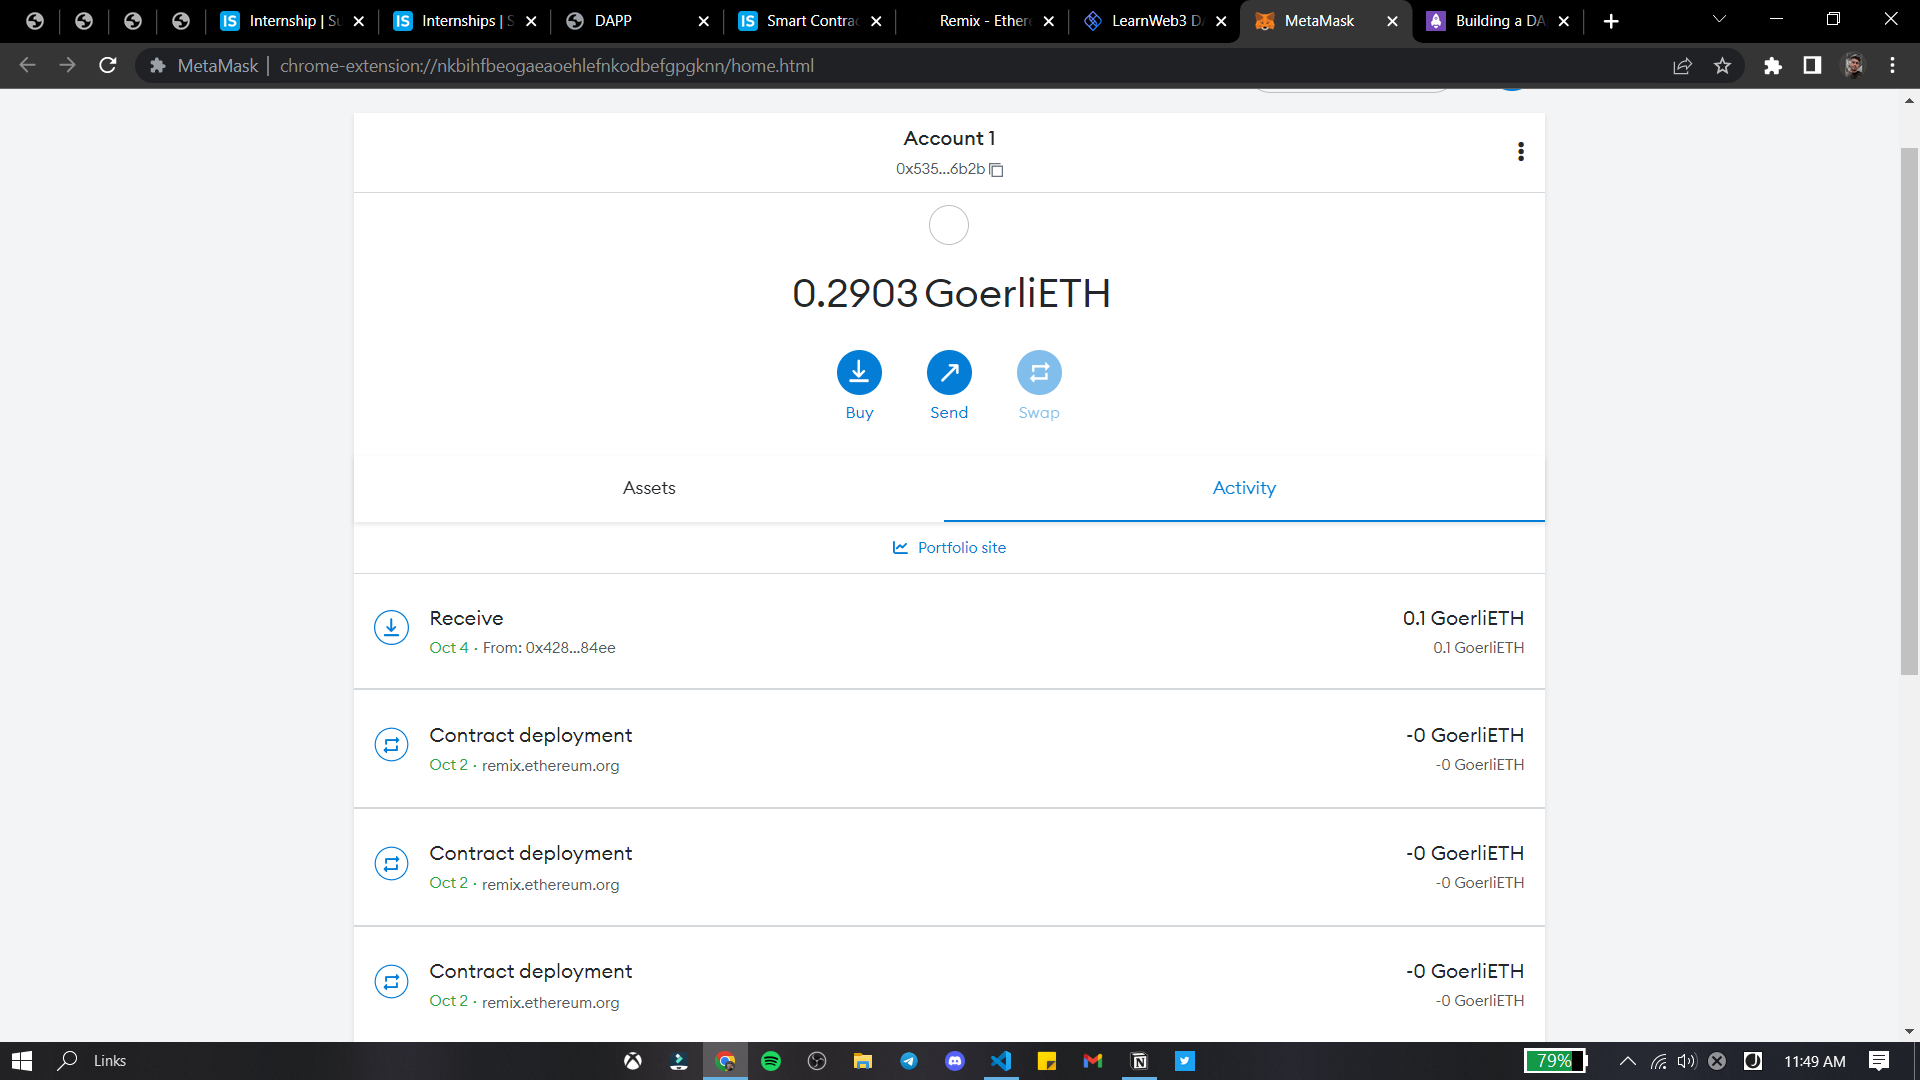 Internship | Su
Internships | S
DAPP
Smart Contrac
Remix - Ether
LearnWeb3 DA
MetaMask
Building a DA
MetaMask | chrome-extension://nkbihfbeogaeaoehlefnkodbefgpgknn/home.html
Account 1
0x535...6b2b
0.2903 GoerliETH
Buy
Send
Swap
Assets
Activity
Portfolio site
Receive
0.1 GoerliETH
Oct 4 · From: 0x428...84ee
0.1 GoerliETH
Contract deployment
-0 GoerliETH
Oct 2 · remix.ethereum.org
-0 GoerliETH
Contract deployment
-0 GoerliETH
Oct 2 · remix.ethereum.org
-0 GoerliETH
Contract deployment
-0 GoerliETH
Oct 2 · remix.ethereum.org
-0 GoerliETH
Links
79%
11:49 AM